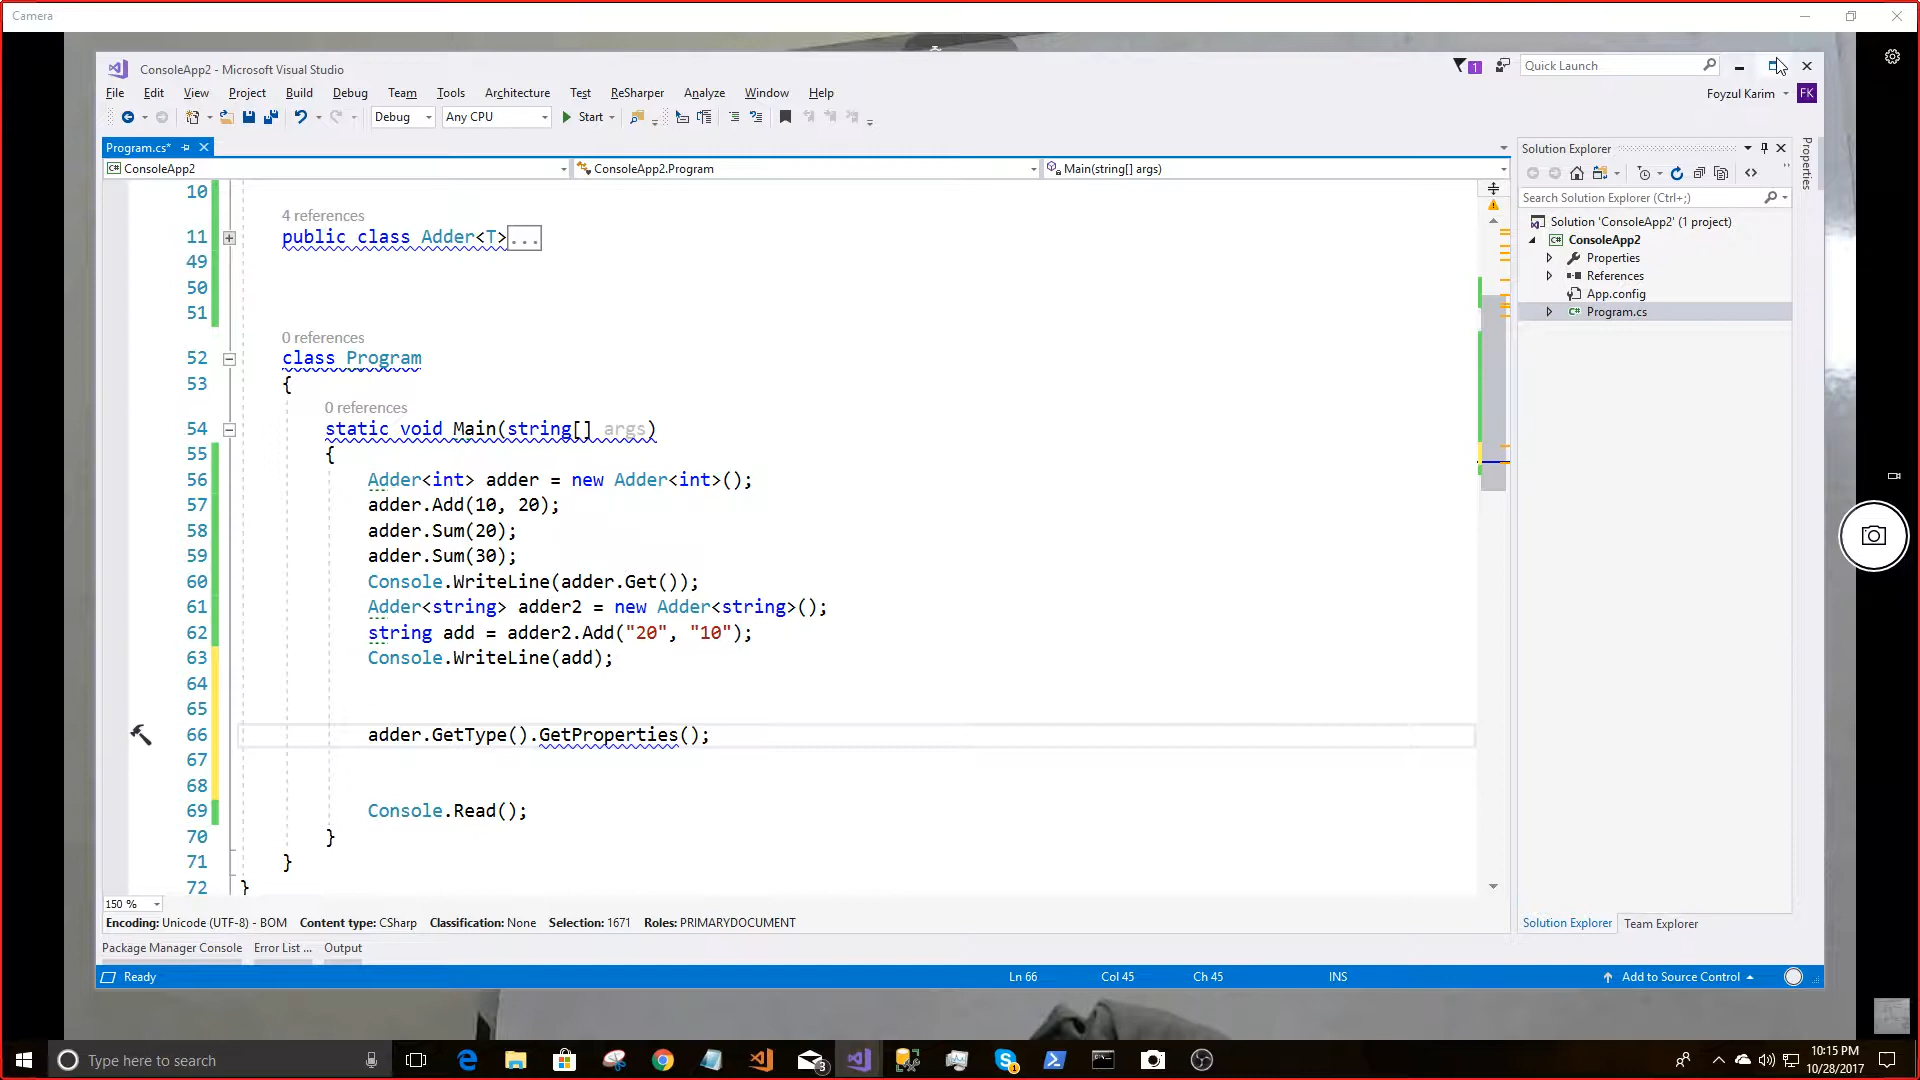 Camera
ConsoleApp2 - Microsoft Visual Studio
1
Quick Launch
File Edit View Project Build Debug Team Tools Architecture Test ReSharper Analyze Window Help
Foyzul Karim
FK
Debug
Any CPU
Start
Program.cs*
ConsoleApp2
ConsoleApp2.Program
Main(string[] args)
10
4 references
11 public class Adder<T>...
49
50
51
0 references
52 class Program
53 {
0 references
54 static void Main(string[] args)
55 {
56 Adder<int> adder = new Adder<int>();
57 adder.Add(10, 20);
58 adder.Sum(20);
59 adder.Sum(30);
60 Console.WriteLine(adder.Get());
61 Adder<string> adder2 = new Adder<string>();
62 string add = adder2.Add("20", "10");
63 Console.WriteLine(add);
64
65
66 adder.GetType().GetProperties();
67
68
69 Console.Read();
70 }
71 }
72 }
150 %
Encoding: Unicode (UTF-8) - BOM Content type: CSharp Classification: None Selection: 1671 Roles: PRIMARYDOCUMENT
Package Manager Console Error List ... Output
Ready
Ln 66
Col 45
Ch 45
INS
Add to Source Control
Solution Explorer
Search Solution Explorer (Ctrl+;)
Solution 'ConsoleApp2' (1 project)
C# ConsoleApp2
Properties
References
App.config
C# Program.cs
Solution Explorer Team Explorer
Properties
Type here to search
3
1
10:15 PM
10/28/2017